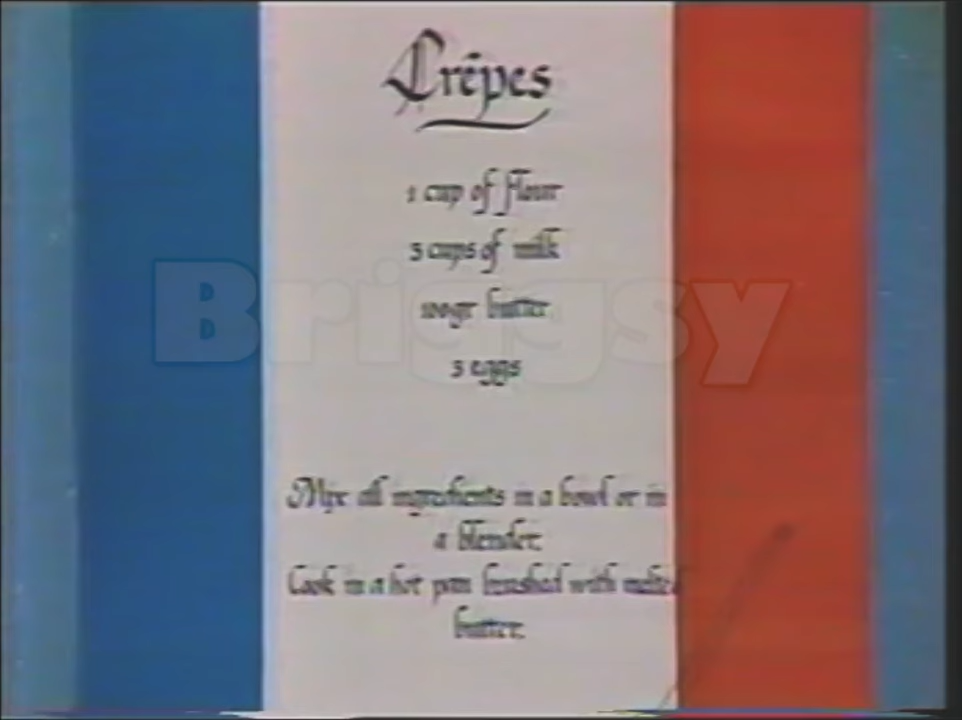 Crêpes
1 cup of flour
3 cups of milk
100gr butter
3 eggs
Briggsy
Mix all ingredients in a bowl or in
a blender.
Cook in a hot pan brushed with melted
butter.